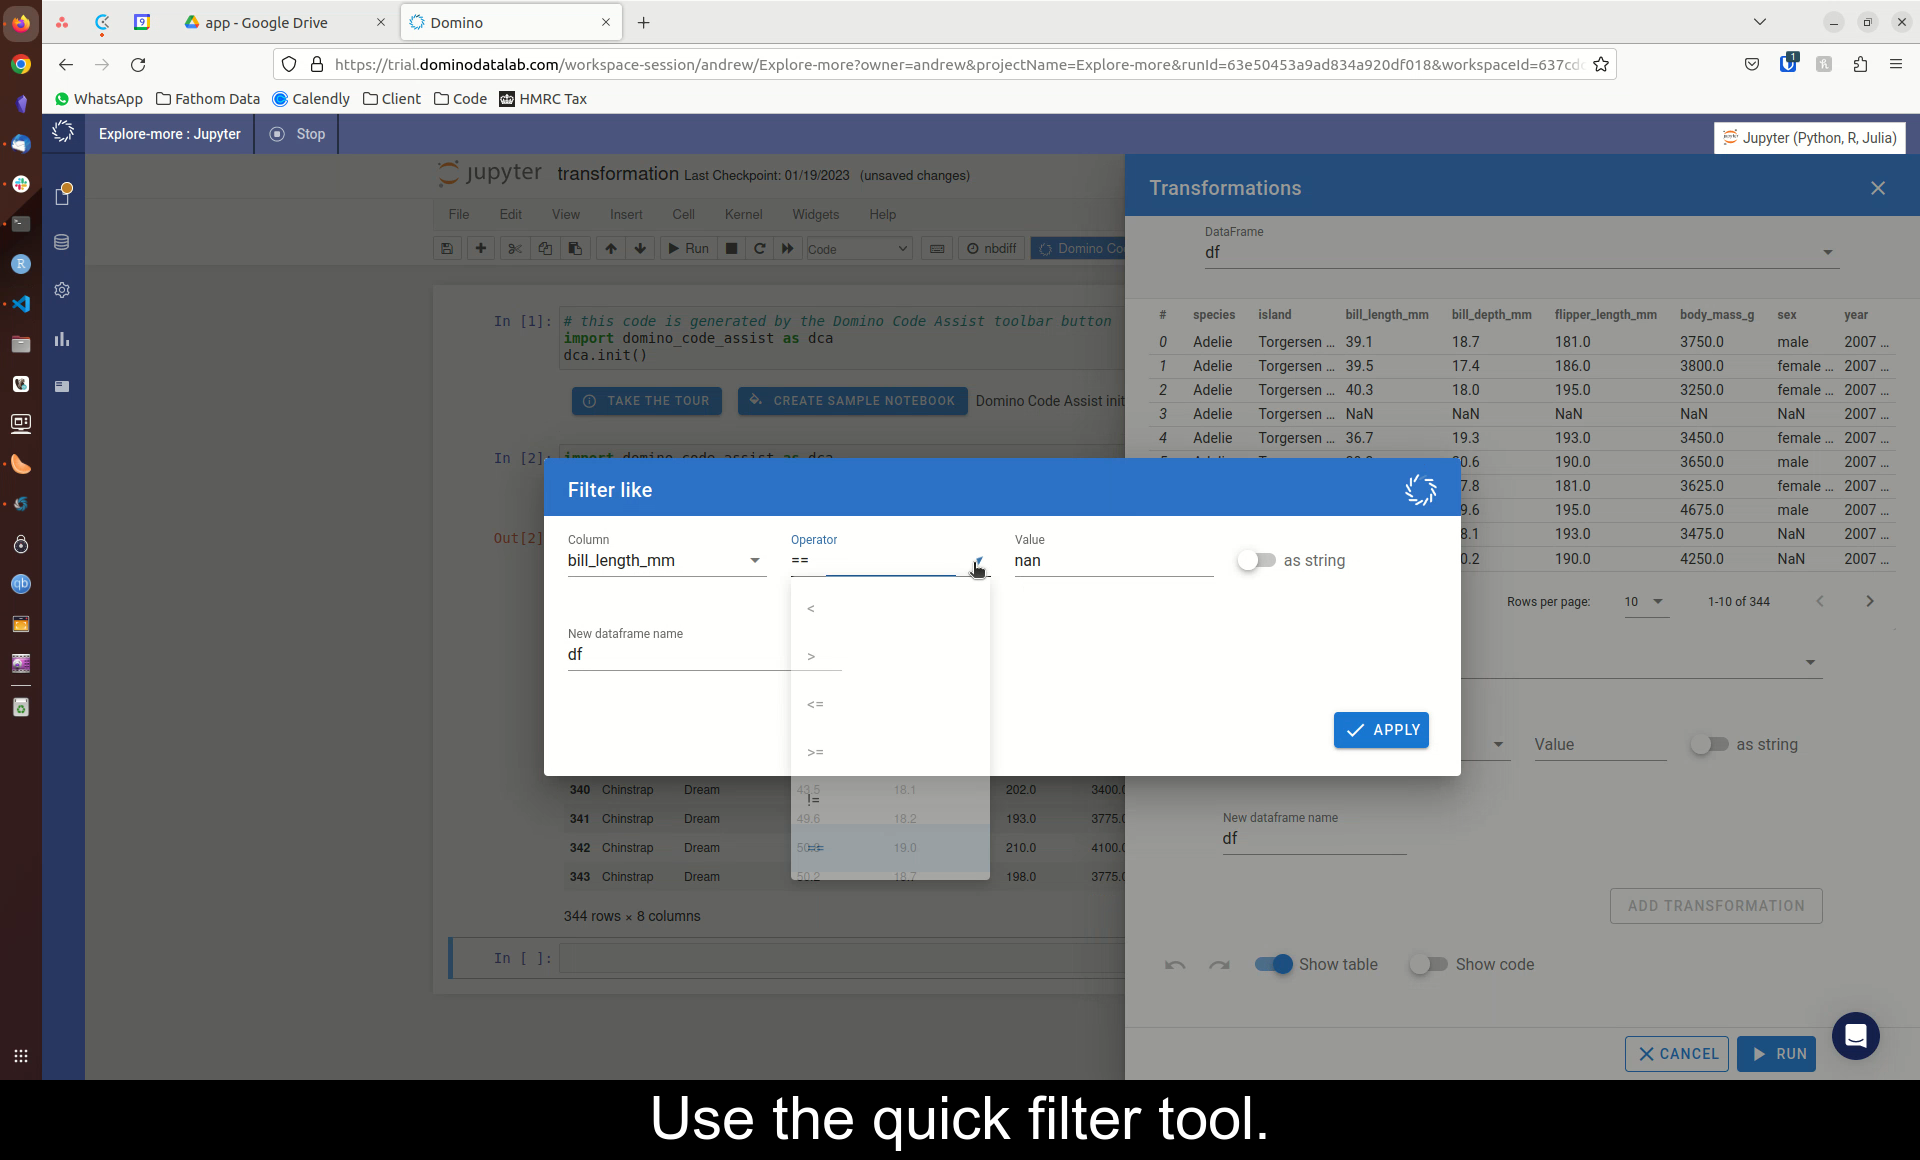 9
app - Google Drive
Domino
https://trial.dominodatalab.com/workspace-session/andrew/Explore-more?owner=andrew&projectName=Explore-more&runId=63e50453a9ad834a920df018&workspaceId=637cd
1
WhatsApp Fathom Data Calendly Client Code HMRC Tax
Explore-more : Jupyter Stop
Jupyter (Python, R, Julia)
jupyter transformation Last Checkpoint: 01/19/2023 (unsaved changes)
File Edit View Insert Cell Kernel Widgets Help
Run Code nbdiff Domino Co
In [1]: # this code is generated by the Domino Code Assist toolbar button
import domino_code_assist as dca
dca.init()
TAKE THE TOUR CREATE SAMPLE NOTEBOOK Domino Code Assist init
In [2]: import domino_code_assist as dca
Out[2]
Transformations
DataFrame
df
# species island bill_length_mm bill_depth_mm flipper_length_mm body_mass_g sex year
0 Adelie Torgersen ... 39.1 18.7 181.0 3750.0 male 2007 ...
1 Adelie Torgersen ... 39.5 17.4 186.0 3800.0 female ... 2007 ...
2 Adelie Torgersen ... 40.3 18.0 195.0 3250.0 female ... 2007 ...
3 Adelie Torgersen ... NaN NaN NaN NaN NaN 2007 ...
4 Adelie Torgersen ... 36.7 19.3 193.0 3450.0 female ... 2007 ...
0.6 190.0 3650.0 male 2007 ...
7.8 181.0 3625.0 female ... 2007 ...
9.6 195.0 4675.0 male 2007 ...
8.1 193.0 3475.0 NaN 2007 ...
0.2 190.0 4250.0 NaN 2007 ...
Rows per page: 10 1-10 of 344
Filter like
Column Operator Value
bill_length_mm == nan as string
<
>
<=
>=
!=
==
New dataframe name
df
APPLY
340 Chinstrap Dream 43.5 18.1 202.0 3400.0
341 Chinstrap Dream 49.6 18.2 193.0 3775.0
342 Chinstrap Dream 19.0 210.0 4100.0
343 Chinstrap Dream 50.2 18.7 198.0 3775.0
344 rows × 8 columns
In [ ]:
Value as string
New dataframe name
df
ADD TRANSFORMATION
Show table Show code
CANCEL RUN
Use the quick filter tool.